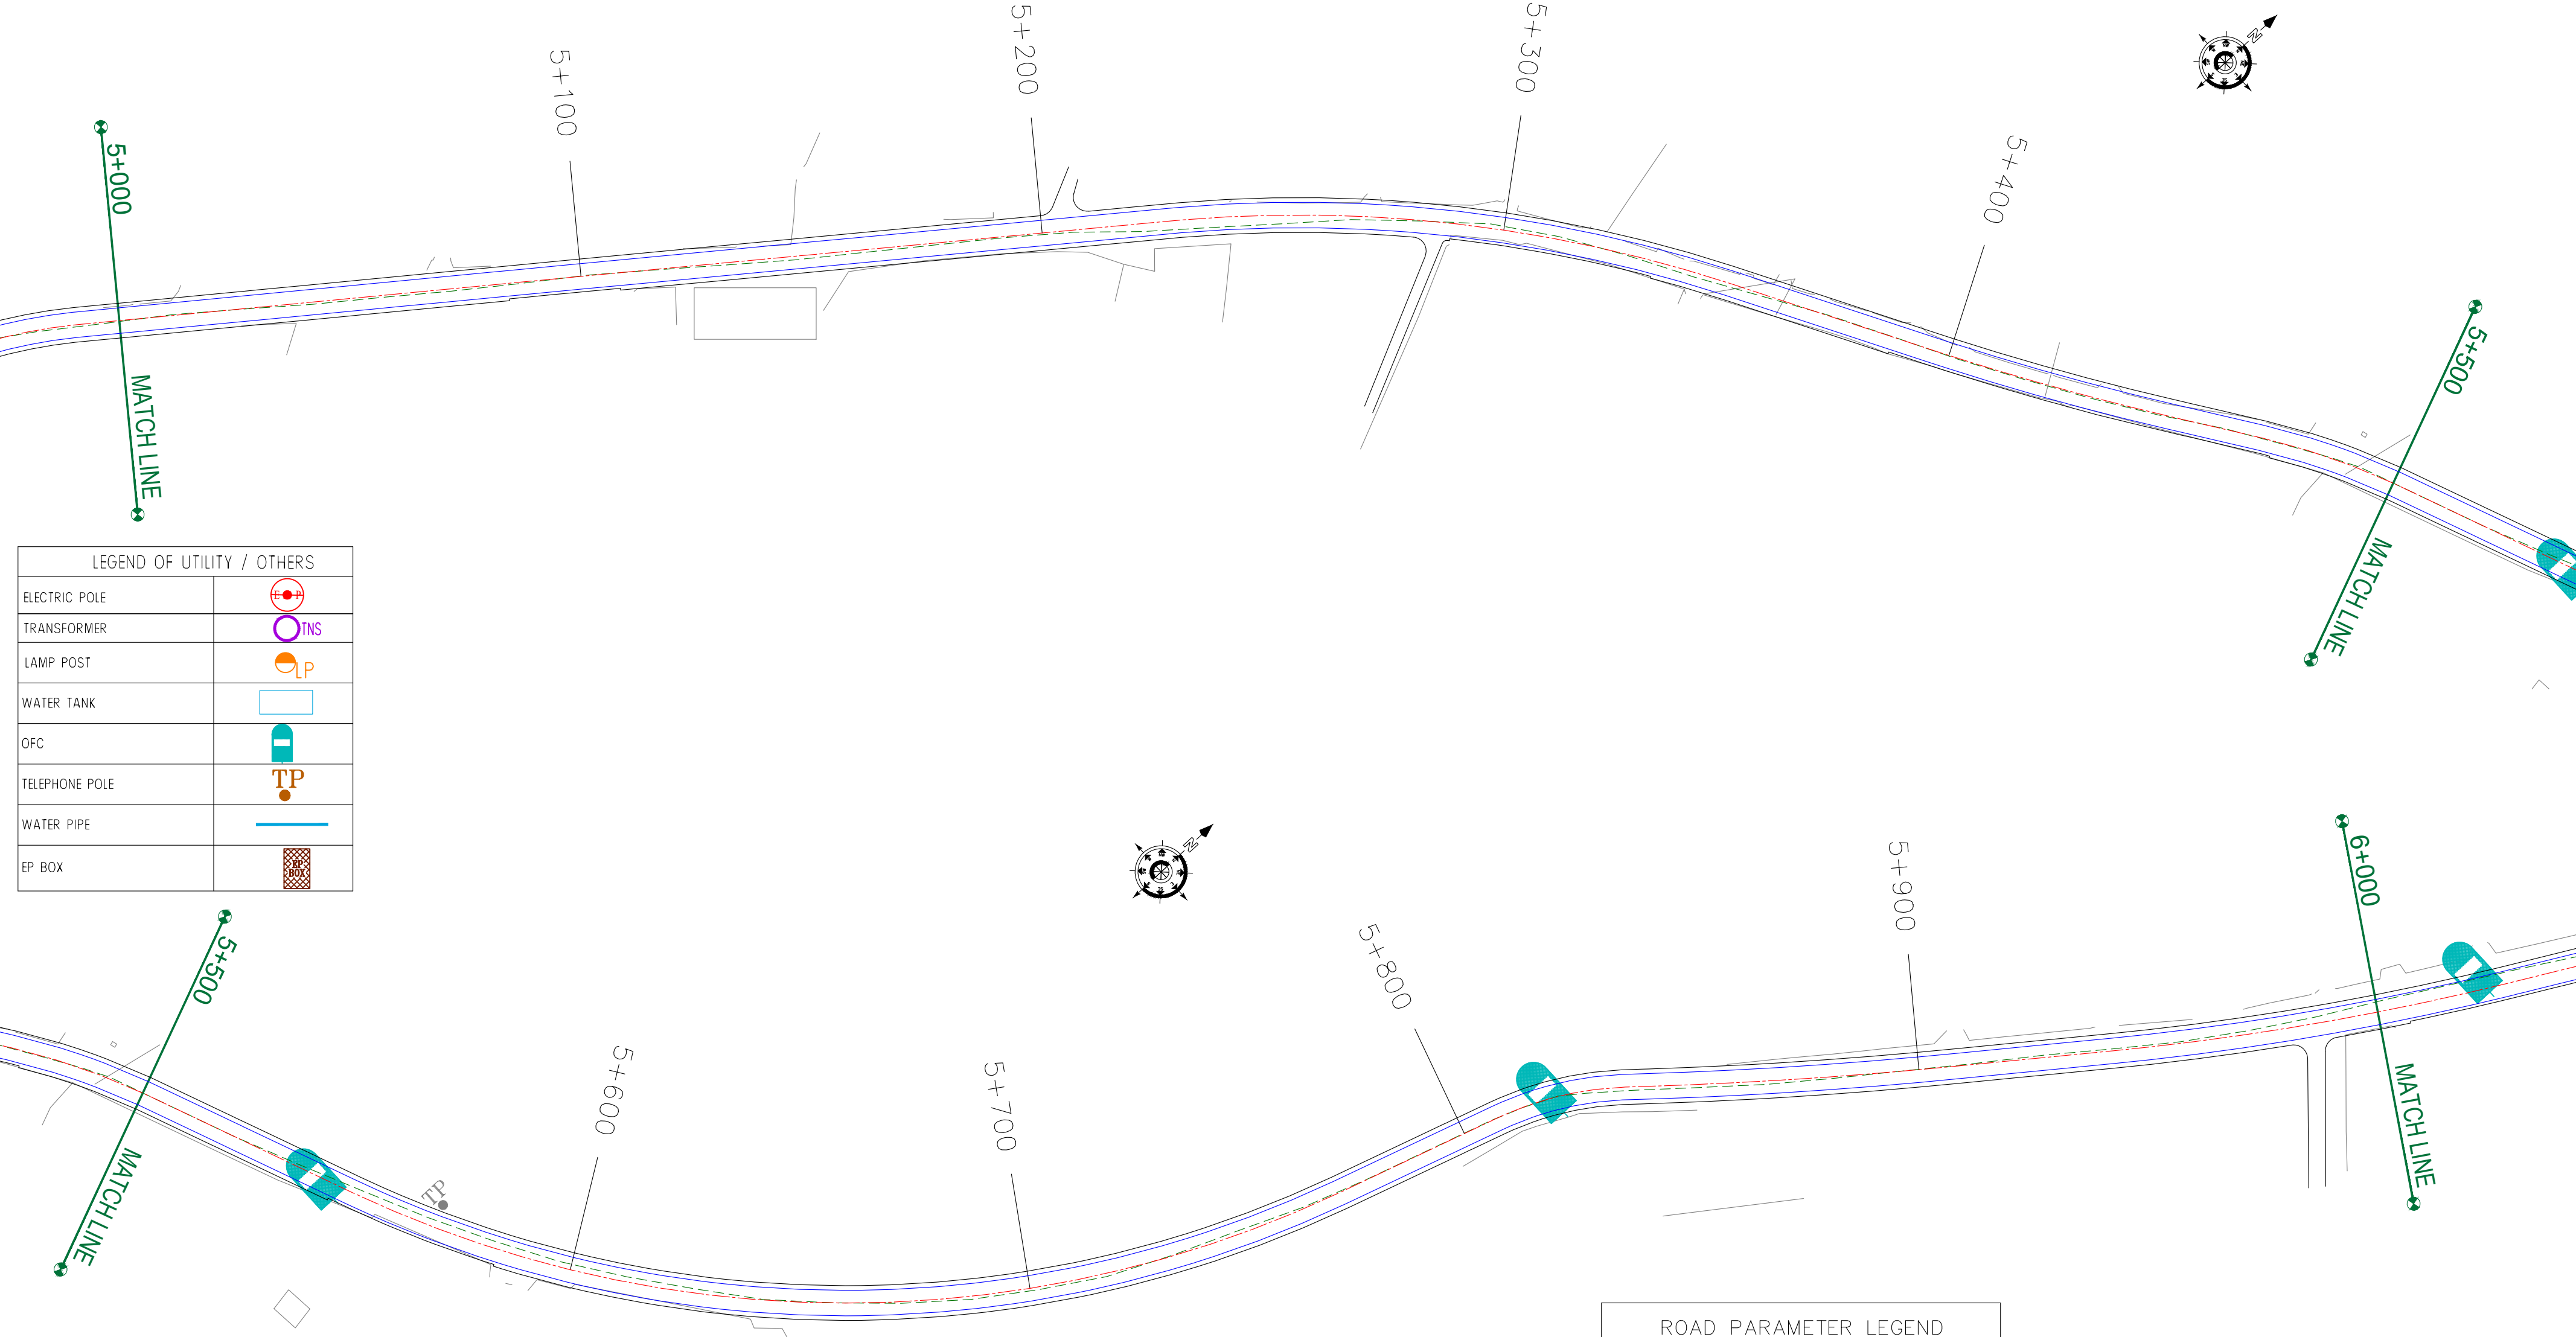 5+000
MATCH LINE
5+100
5+200
5+300
5+400
N
5+500
MATCH LINE
LEGEND OF UTILITY / OTHERS
ELECTRIC POLE
E P
TRANSFORMER
TNS
LAMP POST
LP
WATER TANK
OFC
TELEPHONE POLE
TP
WATER PIPE
EP BOX
EP
BOX
5+500
MATCH LINE
TP
5+600
5+700
N
5+800
5+900
6+000
MATCH LINE
ROAD PARAMETER LEGEND